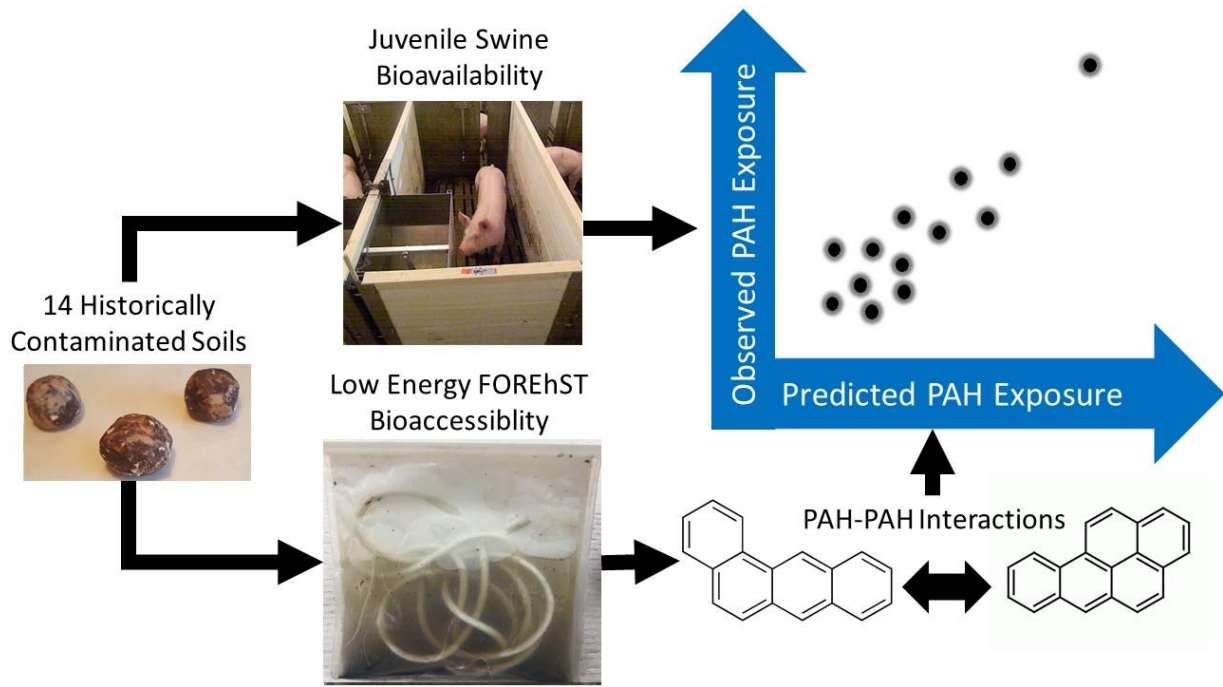 Juvenile Swine
Bioavailability
14 Historically
Contaminated Soils
Low Energy FOREhST
Bioaccessiblity
Observed PAH Exposure
Predicted PAH Exposure
PAH-PAH Interactions